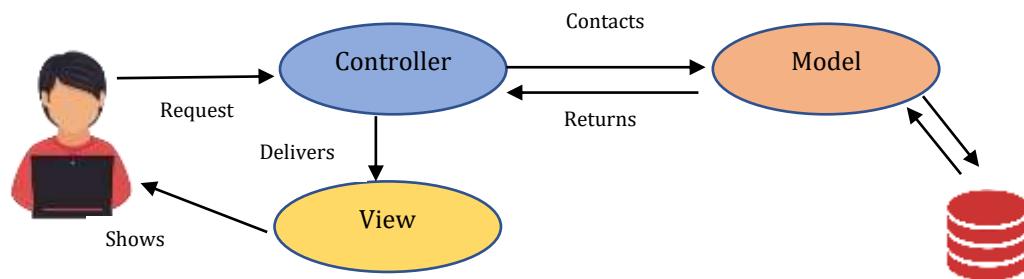 Contacts
Controller
Model
Request
Returns
Delivers
View
Shows